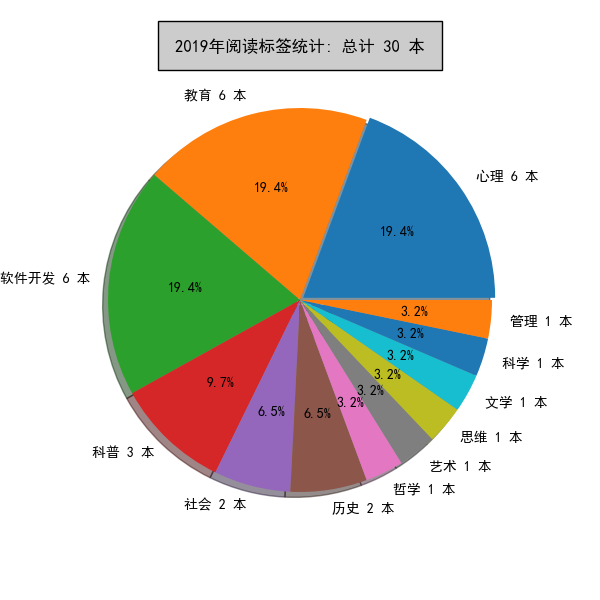 2019年阅读标签统计: 总计 30 本
教育 6 本
心理 6 本
19.4%
19.4%
软件开发 6 本
19.4%
3.2%
管理 1 本
3.2%
科学 1 本
3.2%
文学 1 本
3.2%
思维 1 本
3.2%
艺术 1 本
3.2%
哲学 1 本
9.7%
科普 3 本
6.5%
社会 2 本
6.5%
历史 2 本